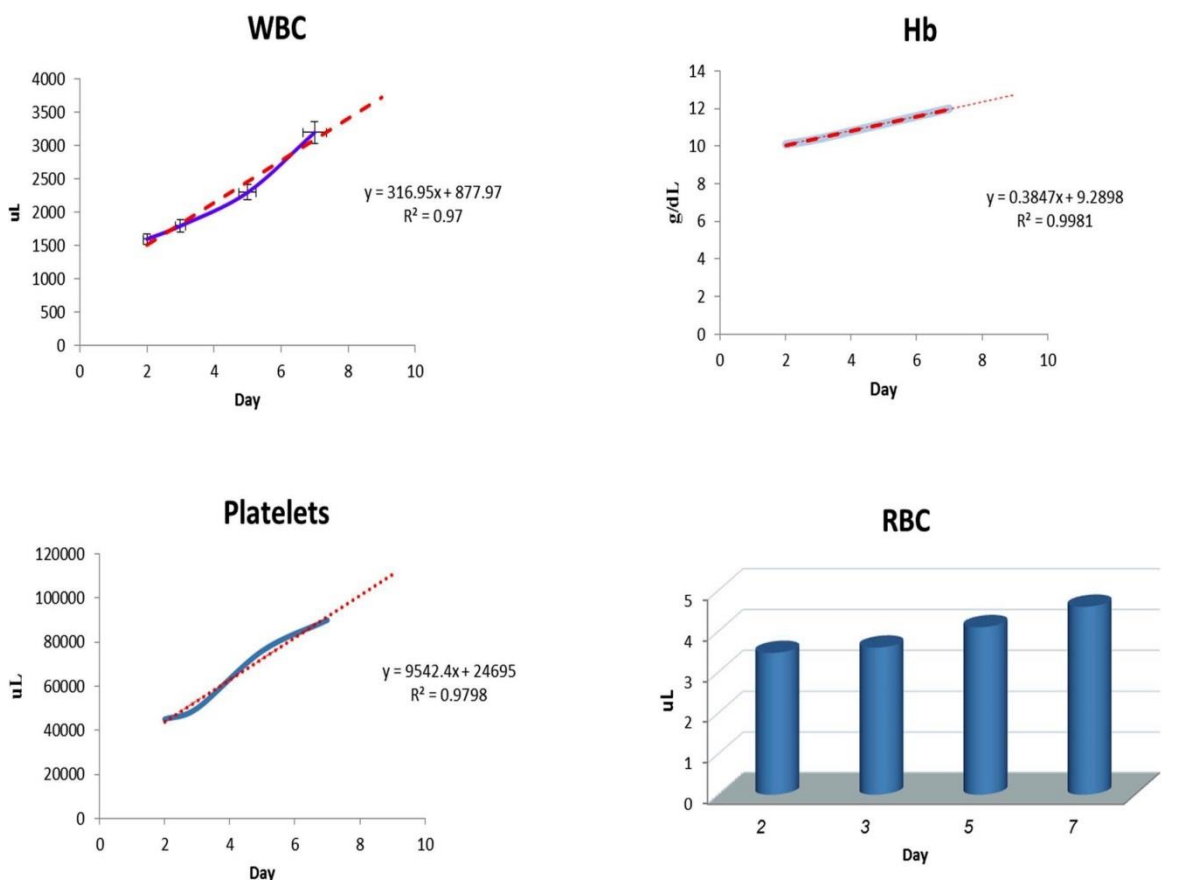 WBC
4000
3500
3000
2500
2000
1500
1000
500
0
uL
0 2 4 6 8 10
Day
y = 316.95x + 877.97
R² = 0.97
Hb
14
12
10
8
6
4
2
0
g/dL
0 2 4 6 8 10
Day
y = 0.3847x + 9.2898
R² = 0.9981
Platelets
120000
100000
80000
60000
40000
20000
0
uL
0 2 4 6 8 10
Day
y = 9542.4x + 24695
R² = 0.9798
RBC
5
4
3
2
1
0
uL
2 3 5 7
Day